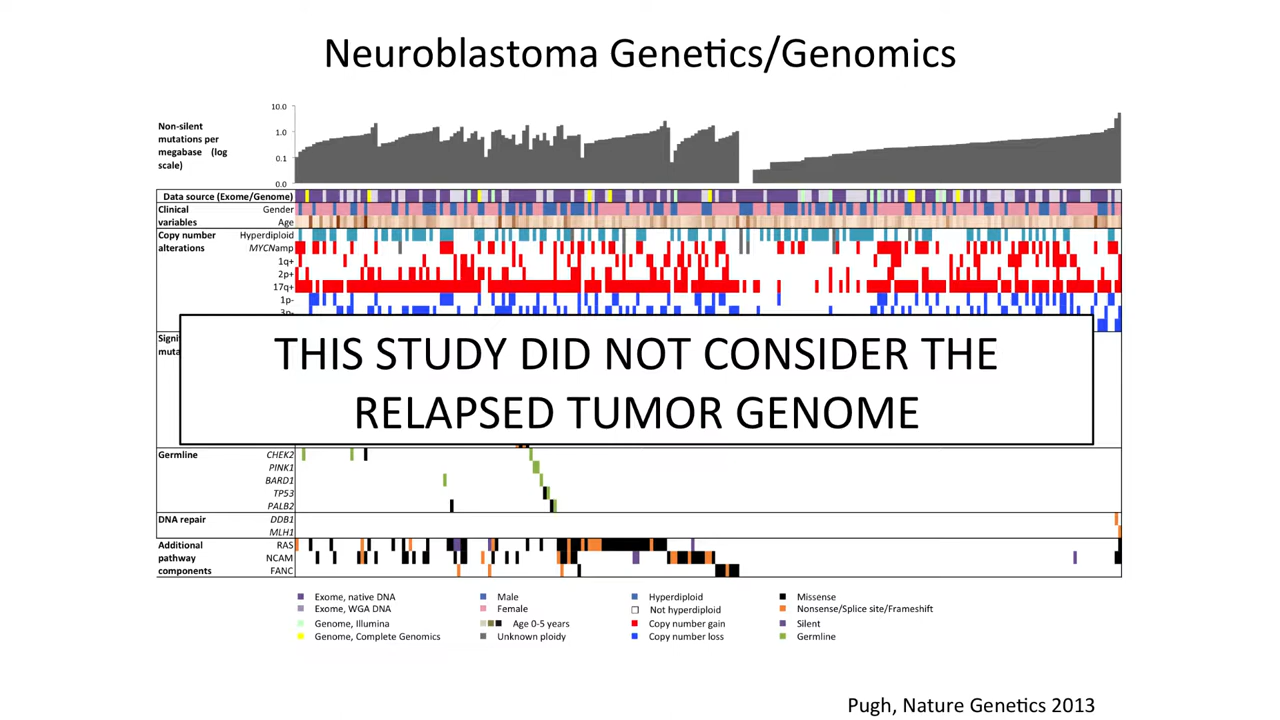 Neuroblastoma Genetics/Genomics
Non-silent
mutations per
megabase (log
scale)
10.0
1.0
0.1
0.0
Data source (Exome/Genome)
Clinical
variables
Gender
Age
Copy number
alterations
Hyperdiploid
MYCNamp
1q+
2p+
17q+
1p-
3p-
Signi
muta
THIS STUDY DID NOT CONSIDER THE
RELAPSED TUMOR GENOME
Germline
CHEK2
PINK1
BARD1
TP53
PALB2
DNA repair
DDB1
MLH1
Additional
pathway
components
RAS
NCAM
FANC
Exome, native DNA
Exome, WGA DNA
Genome, Illumina
Genome, Complete Genomics
Male
Female
Age 0-5 years
Unknown ploidy
Hyperdiploid
Not hyperdiploid
Copy number gain
Copy number loss
Missense
Nonsense/Splice site/Frameshift
Silent
Germline
Pugh, Nature Genetics 2013